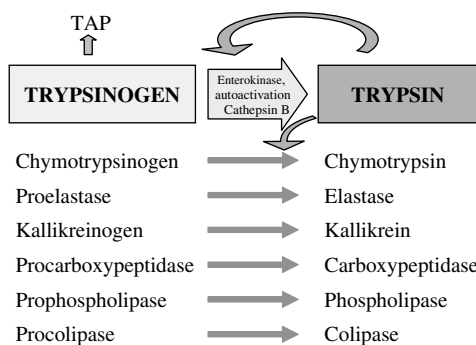 TAP
TRYPSINOGEN
Enterokinase,
autoactivation
Cathepsin B
TRYPSIN
Chymotrypsinogen Chymotrypsin
Proelastase Elastase
Kallikreinogen Kallikrein
Procarboxypeptidase Carboxypeptidase
Prophospholipase Phospholipase
Procolipase Colipase